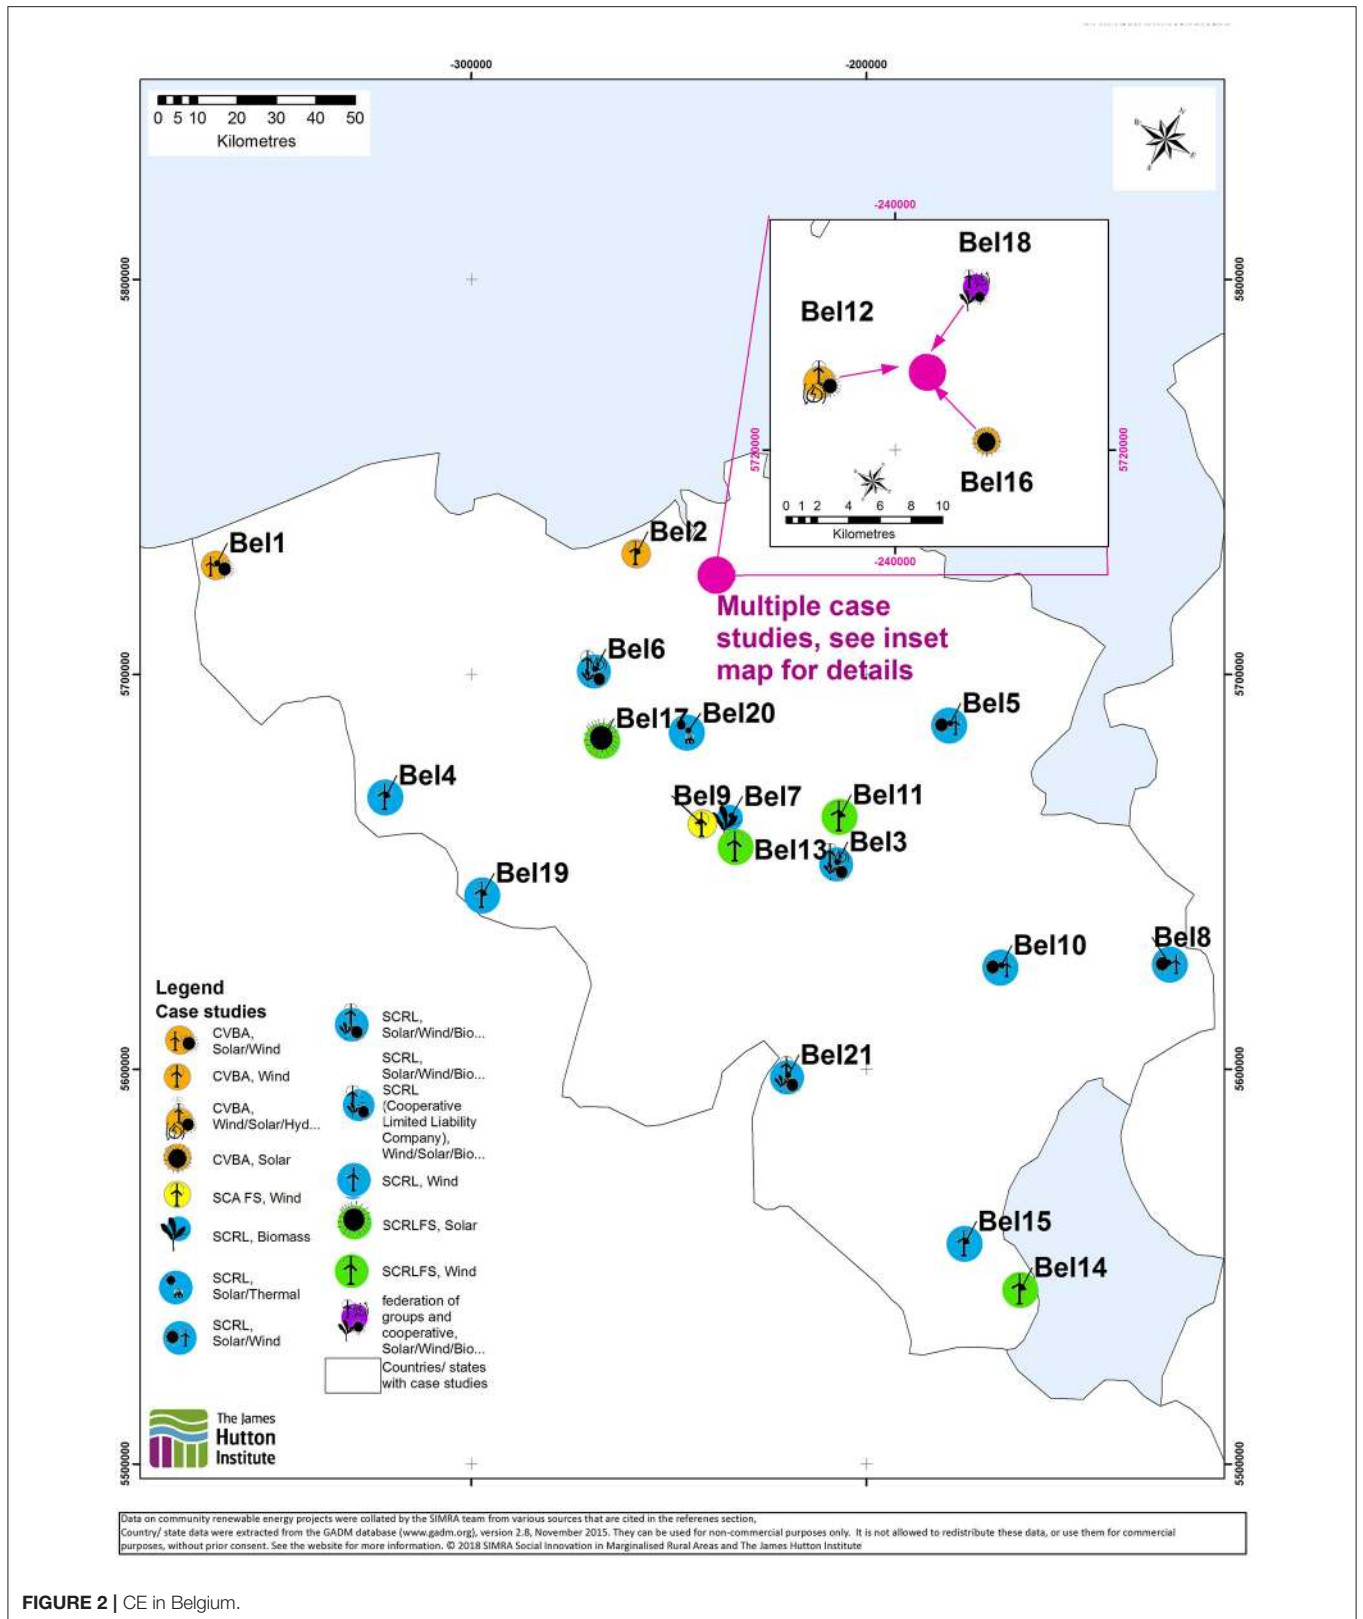 -300000
-200000
0 5 10 20 30 40 50
Kilometres
-240000
Bel18
Bel12
5800000
5800000
5720000
5720000
Bel16
0 1 2 4 6 8 10
Kilometres
-240000
Bel1
Bel2
Multiple case
studies, see inset
map for details
Bel6
5700000
5700000
Bel17
Bel20
Bel5
Bel4
Bel9
Bel7
Bel11
Bel13
Bel3
Bel19
Bel10
Bel8
Bel21
5600000
5600000
Bel15
Bel14
Legend
Case studies
CVBA,
Solar/Wind
CVBA, Wind
CVBA,
Wind/Solar/Hyd...
CVBA, Solar
SCA FS, Wind
SCRL, Biomass
SCRL,
Solar/Thermal
SCRL,
Solar/Wind
SCRL,
Solar/Wind/Bio...
SCRL,
Solar/Wind/Bio...
SCRL
(Cooperative
Limited Liability
Company),
Wind/Solar/Bio...
SCRL, Wind
SCRLFS, Solar
SCRLFS, Wind
federation of
groups and
cooperative,
Solar/Wind/Bio...
Countries/ states
with case studies
The James
Hutton
Institute
5500000
5500000
Data on community renewable energy projects were collated by the SIMRA team from various sources that are cited in the referenes section,
Country/ state data were extracted from the GADM database (www.gadm.org), version 2.8, November 2015. They can be used for non-commercial purposes only. It is not allowed to redistribute these data, or use them for commercial
purposes, without prior consent. See the website for more information. © 2018 SIMRA Social Innovation in Marginalised Rural Areas and The James Hutton Institute
FIGURE 2 | CE in Belgium.